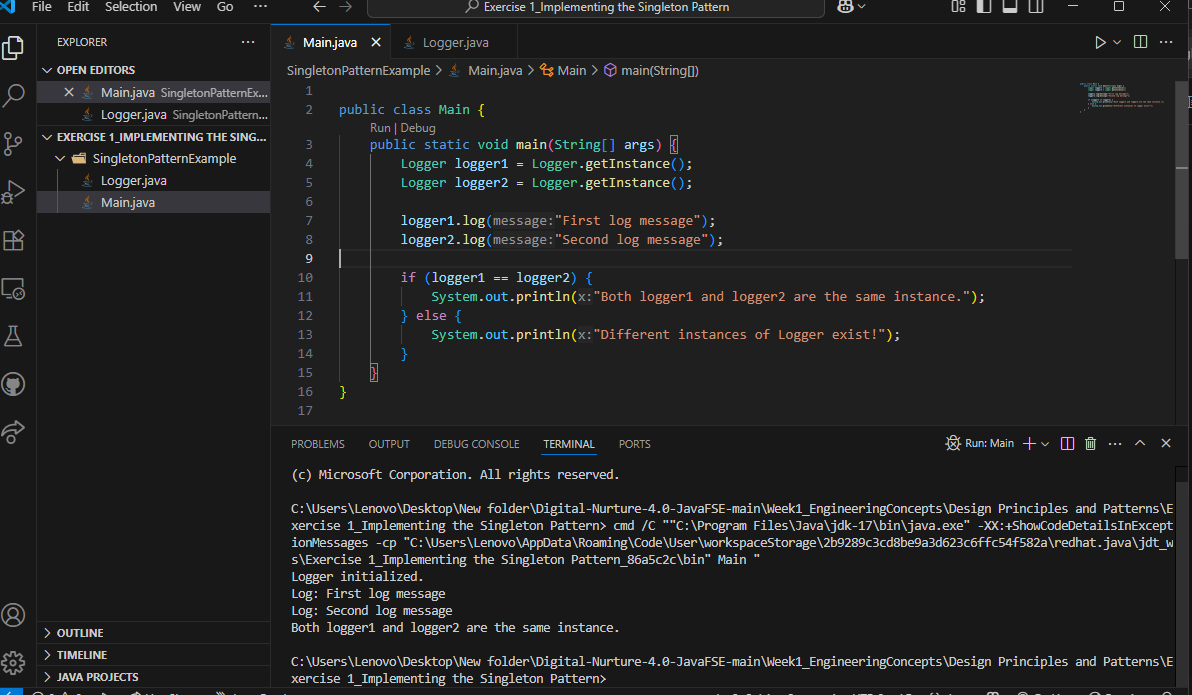 File Edit Selection View Go ··· Exercise 1_Implementing the Singleton Pattern
EXPLORER ···
OPEN EDITORS
Main.java SingletonPatternEx...
Logger.java SingletonPattern...
EXERCISE 1_IMPLEMENTING THE SING...
SingletonPatternExample
Logger.java
Main.java
OUTLINE
TIMELINE
JAVA PROJECTS
Main.java Logger.java
SingletonPatternExample > Main.java > Main > main(String[])
1
2 public class Main {
Run | Debug
3 public static void main(String[] args) {
4 Logger logger1 = Logger.getInstance();
5 Logger logger2 = Logger.getInstance();
6
7 logger1.log(message:"First log message");
8 logger2.log(message:"Second log message");
9
10 if (logger1 == logger2) {
11 System.out.println(x:"Both logger1 and logger2 are the same instance.");
12 } else {
13 System.out.println(x:"Different instances of Logger exist!");
14 }
15 }
16 }
17
PROBLEMS OUTPUT DEBUG CONSOLE TERMINAL PORTS Run: Main
(c) Microsoft Corporation. All rights reserved.
C:\Users\Lenovo\Desktop\New folder\Digital-Nurture-4.0-JavaFSE-main\Week1_EngineeringConcepts\Design Principles and Patterns\E
xercise 1_Implementing the Singleton Pattern> cmd /C ""C:\Program Files\Java\jdk-17\bin\java.exe" -XX:+ShowCodeDetailsInExcept
ionMessages -cp "C:\Users\Lenovo\AppData\Roaming\Code\User\workspaceStorage\2b9289c3cd8be9a3d623c6ffc54f582a\redhat.java\jdt_w
s\Exercise 1_Implementing the Singleton Pattern_86a5c2c\bin" Main "
Logger initialized.
Log: First log message
Log: Second log message
Both logger1 and logger2 are the same instance.
C:\Users\Lenovo\Desktop\New folder\Digital-Nurture-4.0-JavaFSE-main\Week1_EngineeringConcepts\Design Principles and Patterns\E
xercise 1_Implementing the Singleton Pattern>